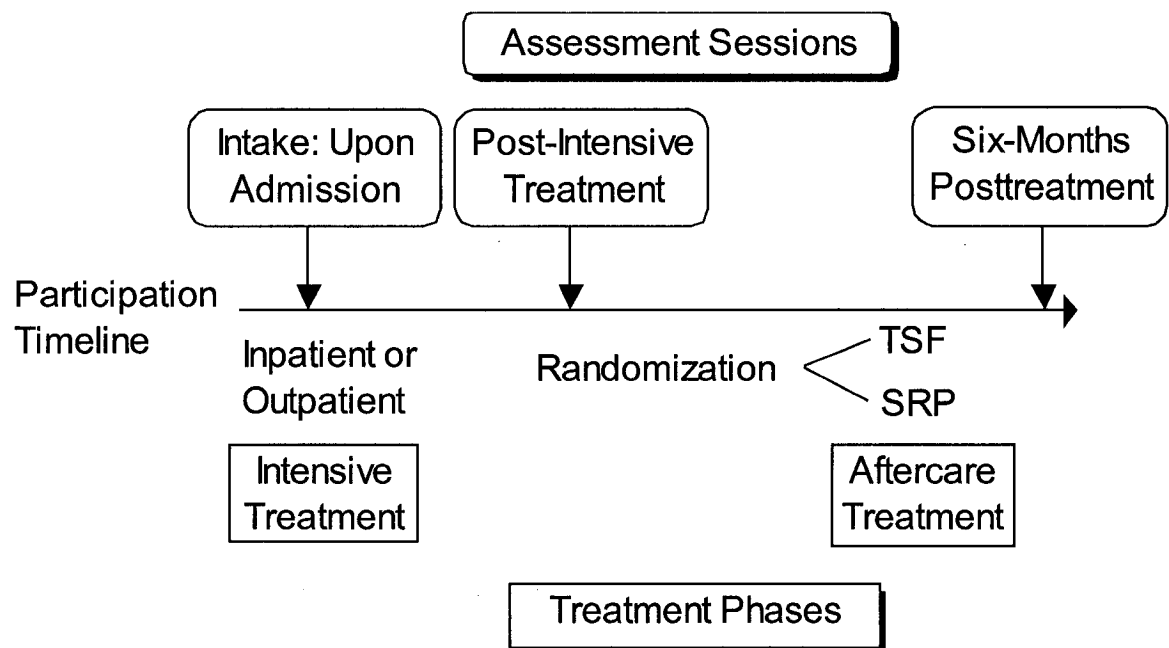 Assessment Sessions
Intake: Upon
Admission
Post-Intensive
Treatment
Six-Months
Posttreatment
Participation
Timeline
Inpatient or
Outpatient
Randomization
TSF
SRP
Intensive
Treatment
Aftercare
Treatment
Treatment Phases